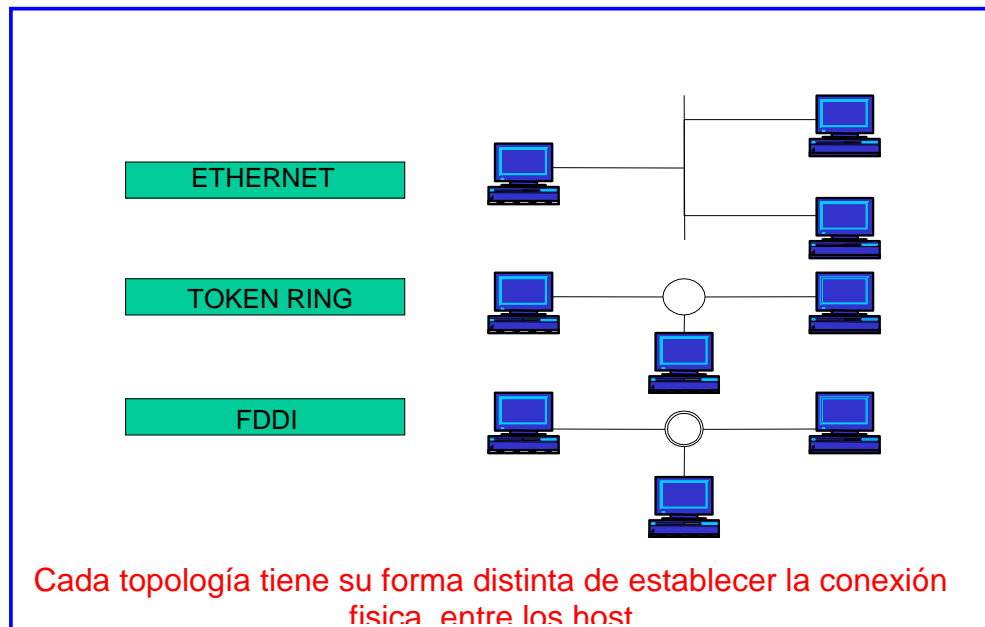 ETHERNET
TOKEN RING
FDDI
Cada topología tiene su forma distinta de establecer la conexión
fisica entre los host